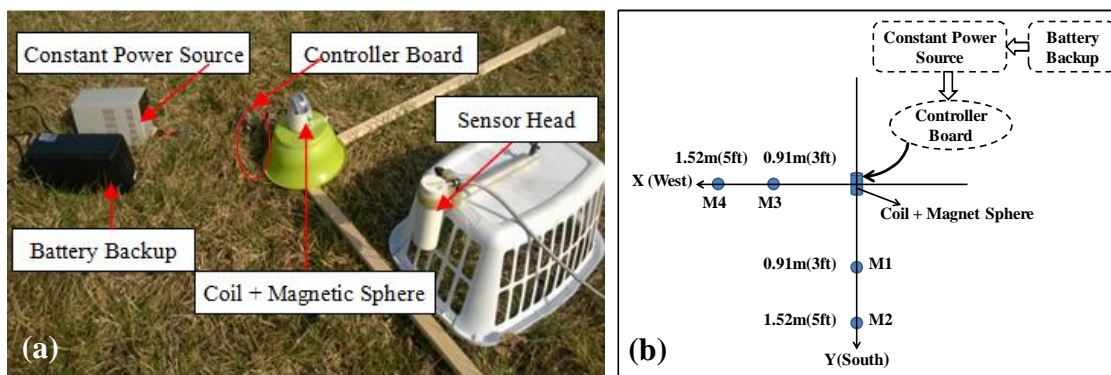 Constant Power Source
Controller Board
Sensor Head
Battery Backup
Coil + Magnetic Sphere
(a)
Constant Power
Source
Battery
Backup
Controller
Board
1.52m(5ft)
0.91m(3ft)
X (West)
M4
M3
Coil + Magnet Sphere
0.91m(3ft)
M1
1.52m(5ft)
M2
Y(South)
(b)